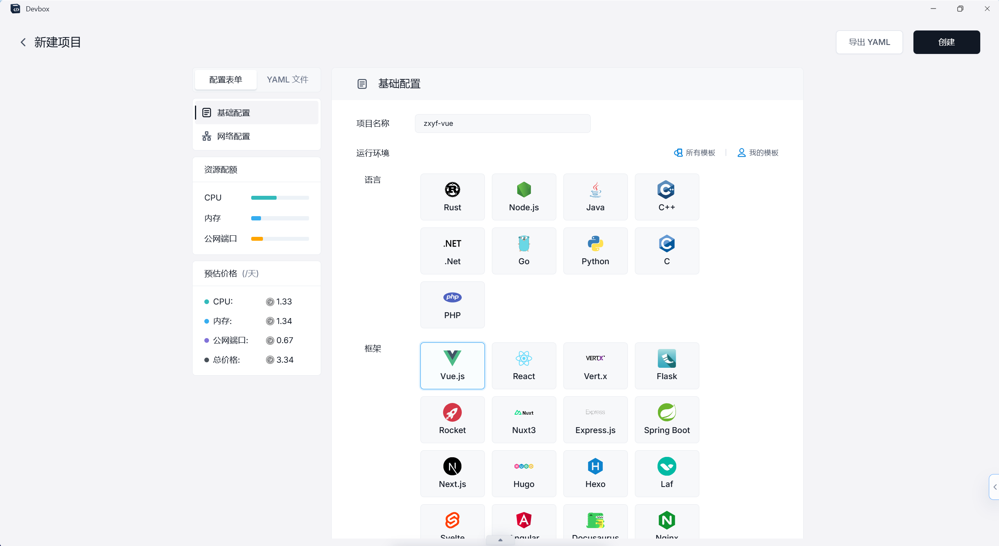 Devbox
新建项目
导出 YAML
创建
配置表单
YAML 文件
基础配置
网络配置
资源配额
CPU
内存
公网端口
预估价格 (/天)
CPU: 1.33
内存: 1.34
公网端口: 0.67
总价格: 3.34
基础配置
项目名称
zxyf-vue
运行环境
所有模板
我的模板
语言
Rust
Node.js
Java
C++
.NET
.Net
Go
Python
C
php
PHP
框架
Vue.js
React
VERT.X
Vert.x
Flask
Rocket
Nuxt
Nuxt3
Express
Express.js
Spring Boot
Next.js
HUGO
Hugo
Hexo
Laf
Svelte
Angular
Docusaurus
Nginx